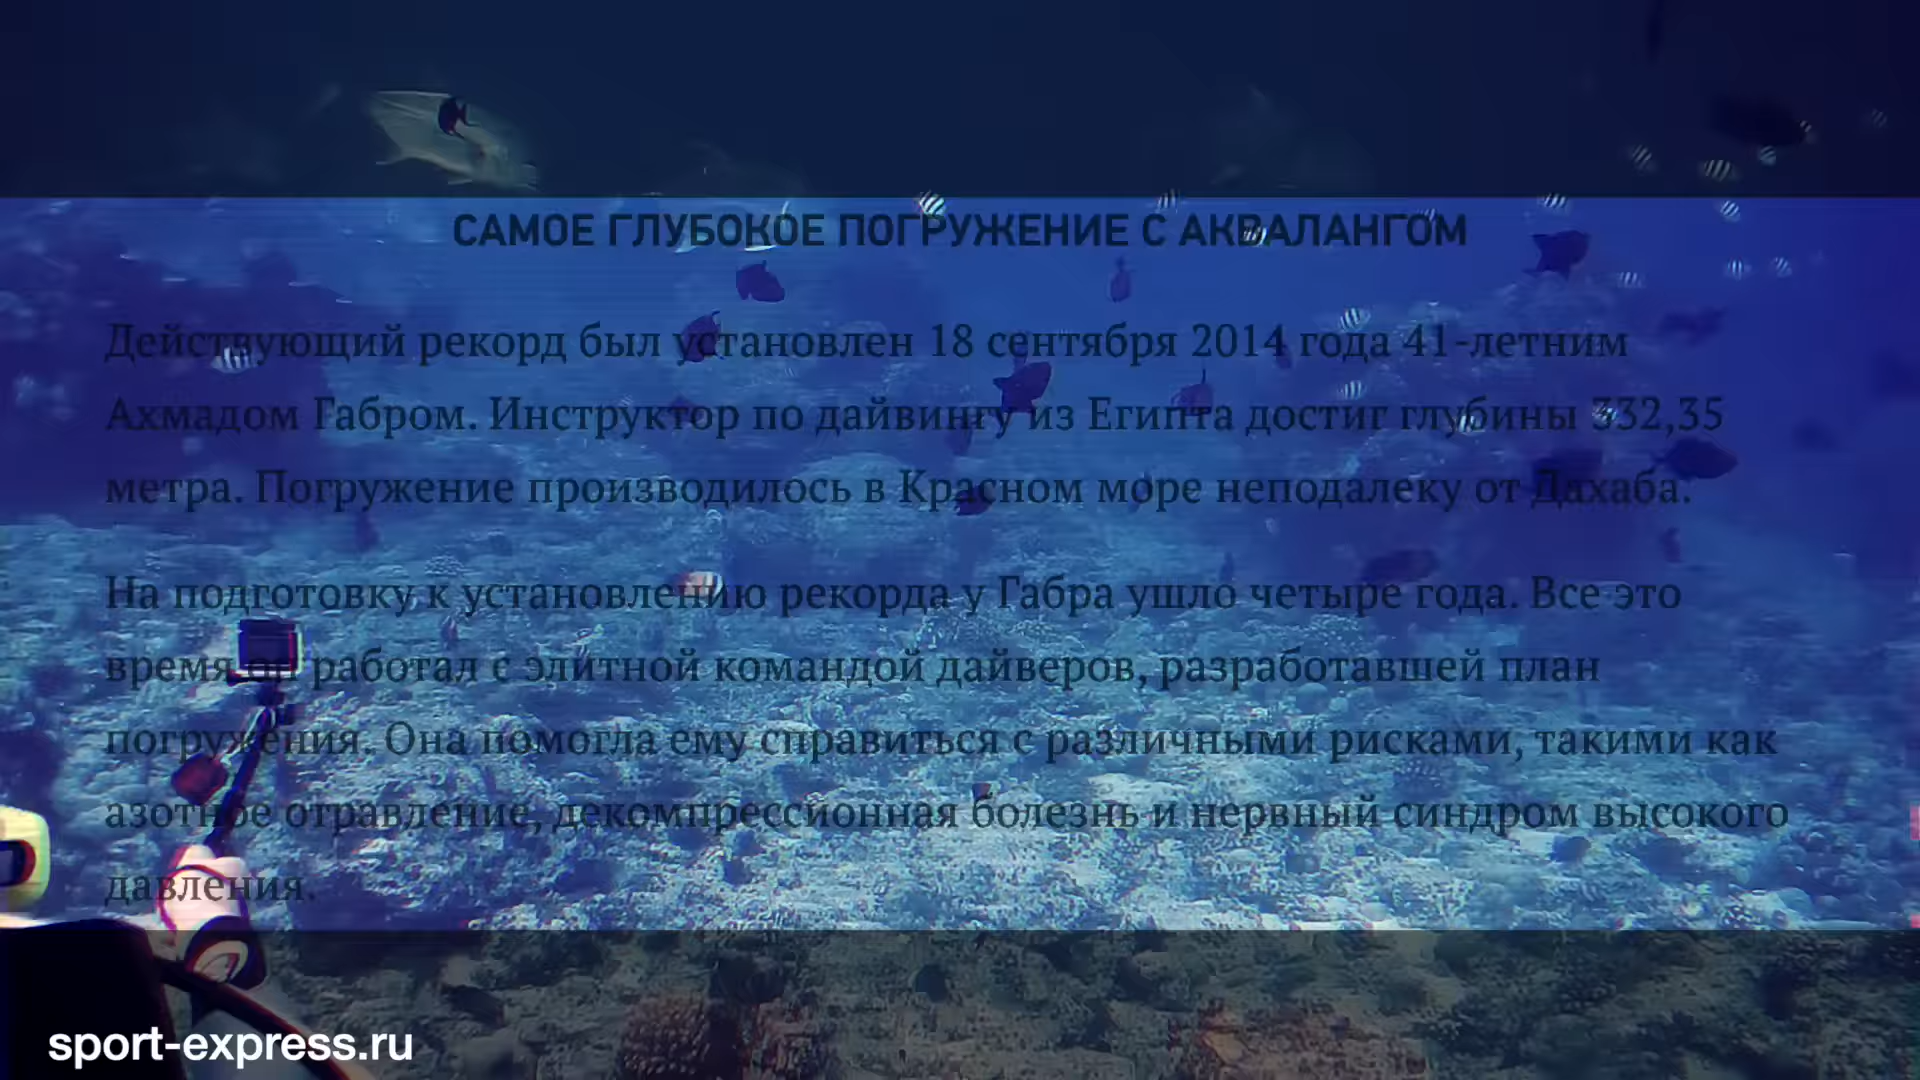 САМОЕ ГЛУБОКОЕ ПОГРУЖЕНИЕ С АКВАЛАНГОМ
Действующий рекорд был установлен 18 сентября 2014 года 41-летним
Ахмадом Габром. Инструктор по дайвингу из Египта достиг глубины 332,35
метра. Погружение производилось в Красном море неподалеку от Дахаба.
На подготовку к установлению рекорда у Габра ушло четыре года. Все это
время он работал с элитной командой дайверов, разработавшей план
погружения. Она помогла ему справиться с различными рисками, такими как
азотное отравление, декомпрессионная болезнь и нервный синдром высокого
давления.
sport-express.ru